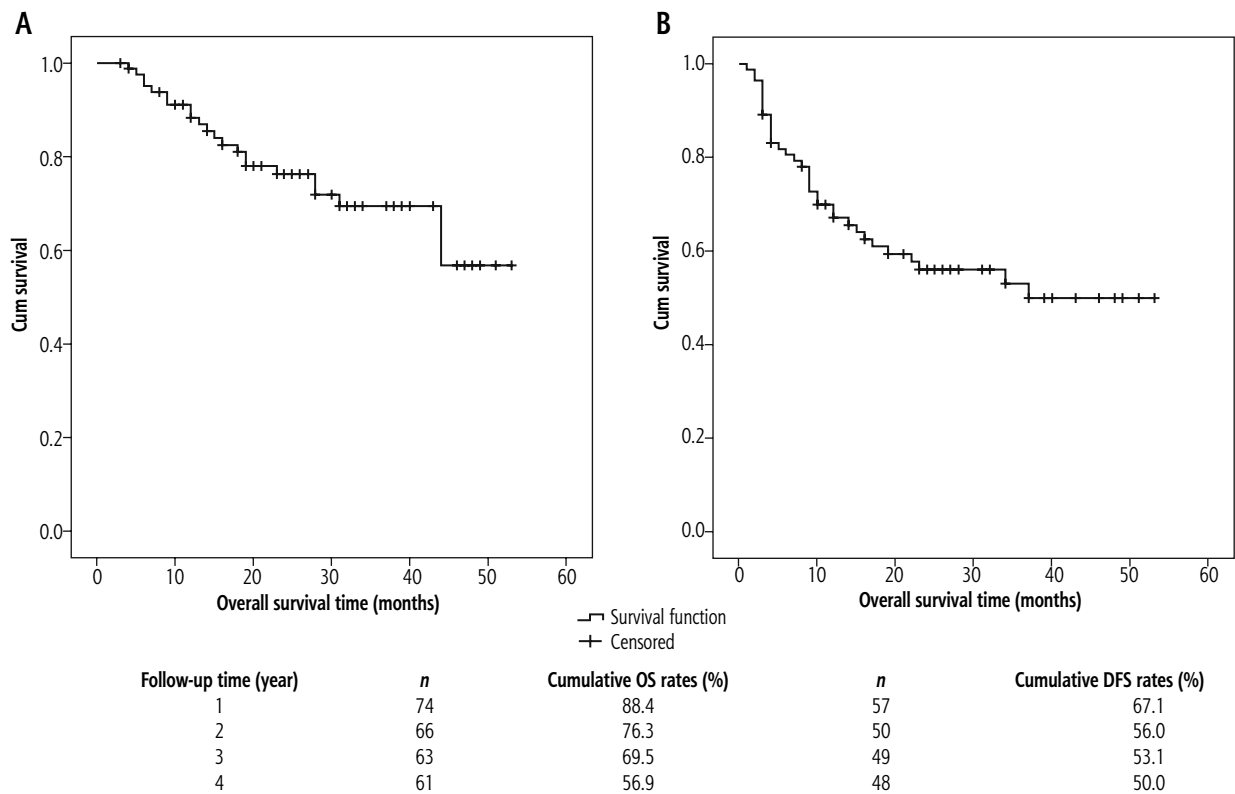 A
1.0
0.8
0.6
0.4
0.2
0.0
Cum survival
0 10 20 30 40 50 60
Overall survival time (months)
B
1.0
0.8
0.6
0.4
0.2
0.0
Cum survival
0 10 20 30 40 50 60
Overall survival time (months)
Survival function
Censored
Follow-up time (year) n Cumulative OS rates (%) n Cumulative DFS rates (%)
1 74 88.4 57 67.1
2 66 76.3 50 56.0
3 63 69.5 49 53.1
4 61 56.9 48 50.0